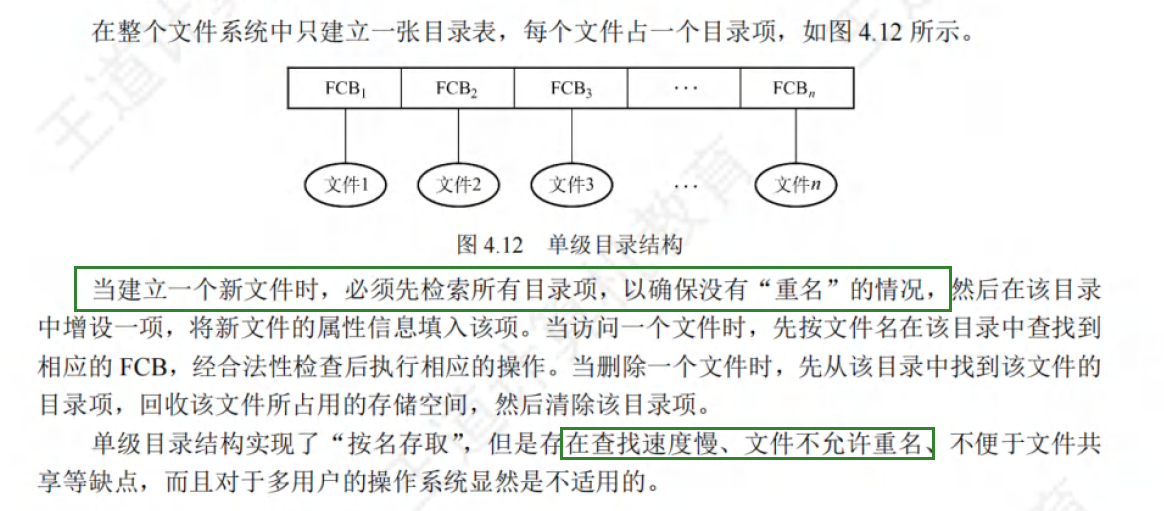 在整个文件系统中只建立一张目录表，每个文件占一个目录项，如图 4.12 所示。
FCB₁ FCB₂ FCB₃ ··· FCBₙ
文件1 文件2 文件3 ··· 文件n
图 4.12 单级目录结构
当建立一个新文件时，必须先检索所有目录项，以确保没有“重名”的情况，然后在该目录
中增设一项，将新文件的属性信息填入该项。当访问一个文件时，先按文件名在该目录中查找到
相应的 FCB，经合法性检查后执行相应的操作。当删除一个文件时，先从该目录中找到该文件的
目录项，回收该文件所占用的存储空间，然后清除该目录项。
单级目录结构实现了“按名存取”，但是存在查找速度慢、文件不允许重名、不便于文件共
享等缺点，而且对于多用户的操作系统显然是不适用的。